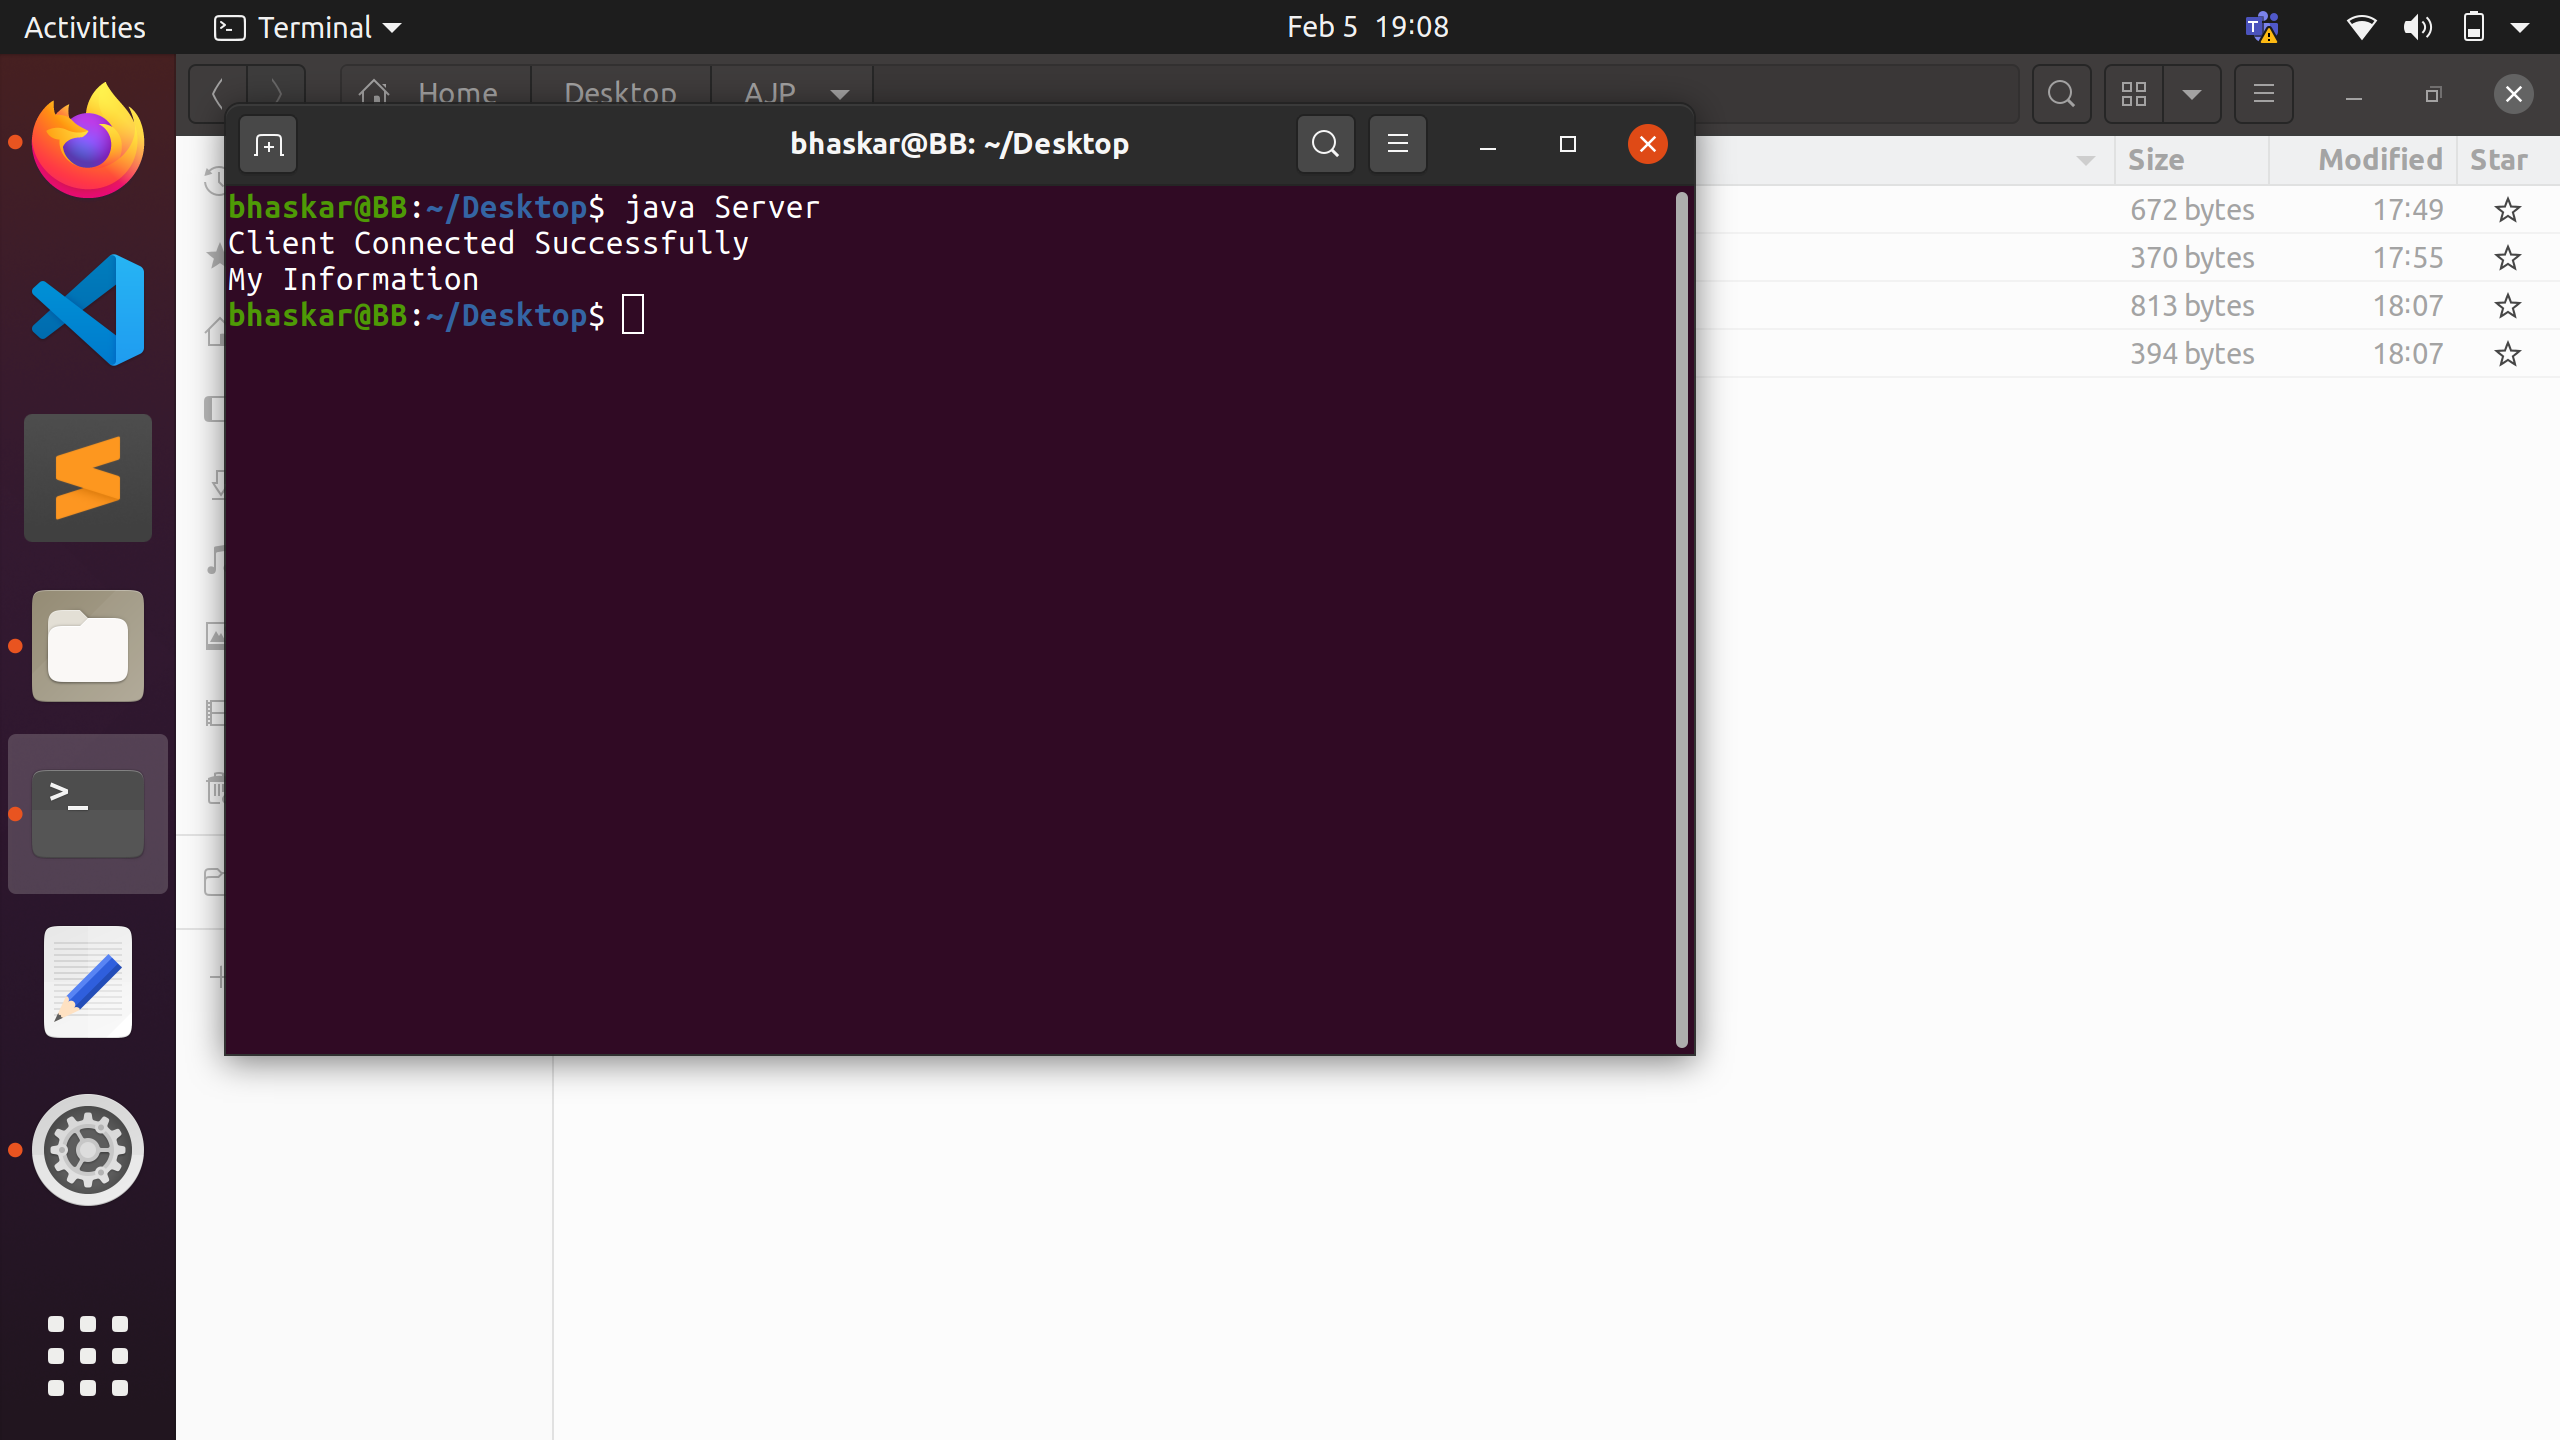 Activities Terminal Feb 5 19:08
Home Desktop AJP
bhaskar@BB: ~/Desktop
Size Modified Star
bhaskar@BB:~/Desktop$ java Server
Client Connected Successfully
My Information
bhaskar@BB:~/Desktop$
672 bytes 17:49
370 bytes 17:55
813 bytes 18:07
394 bytes 18:07